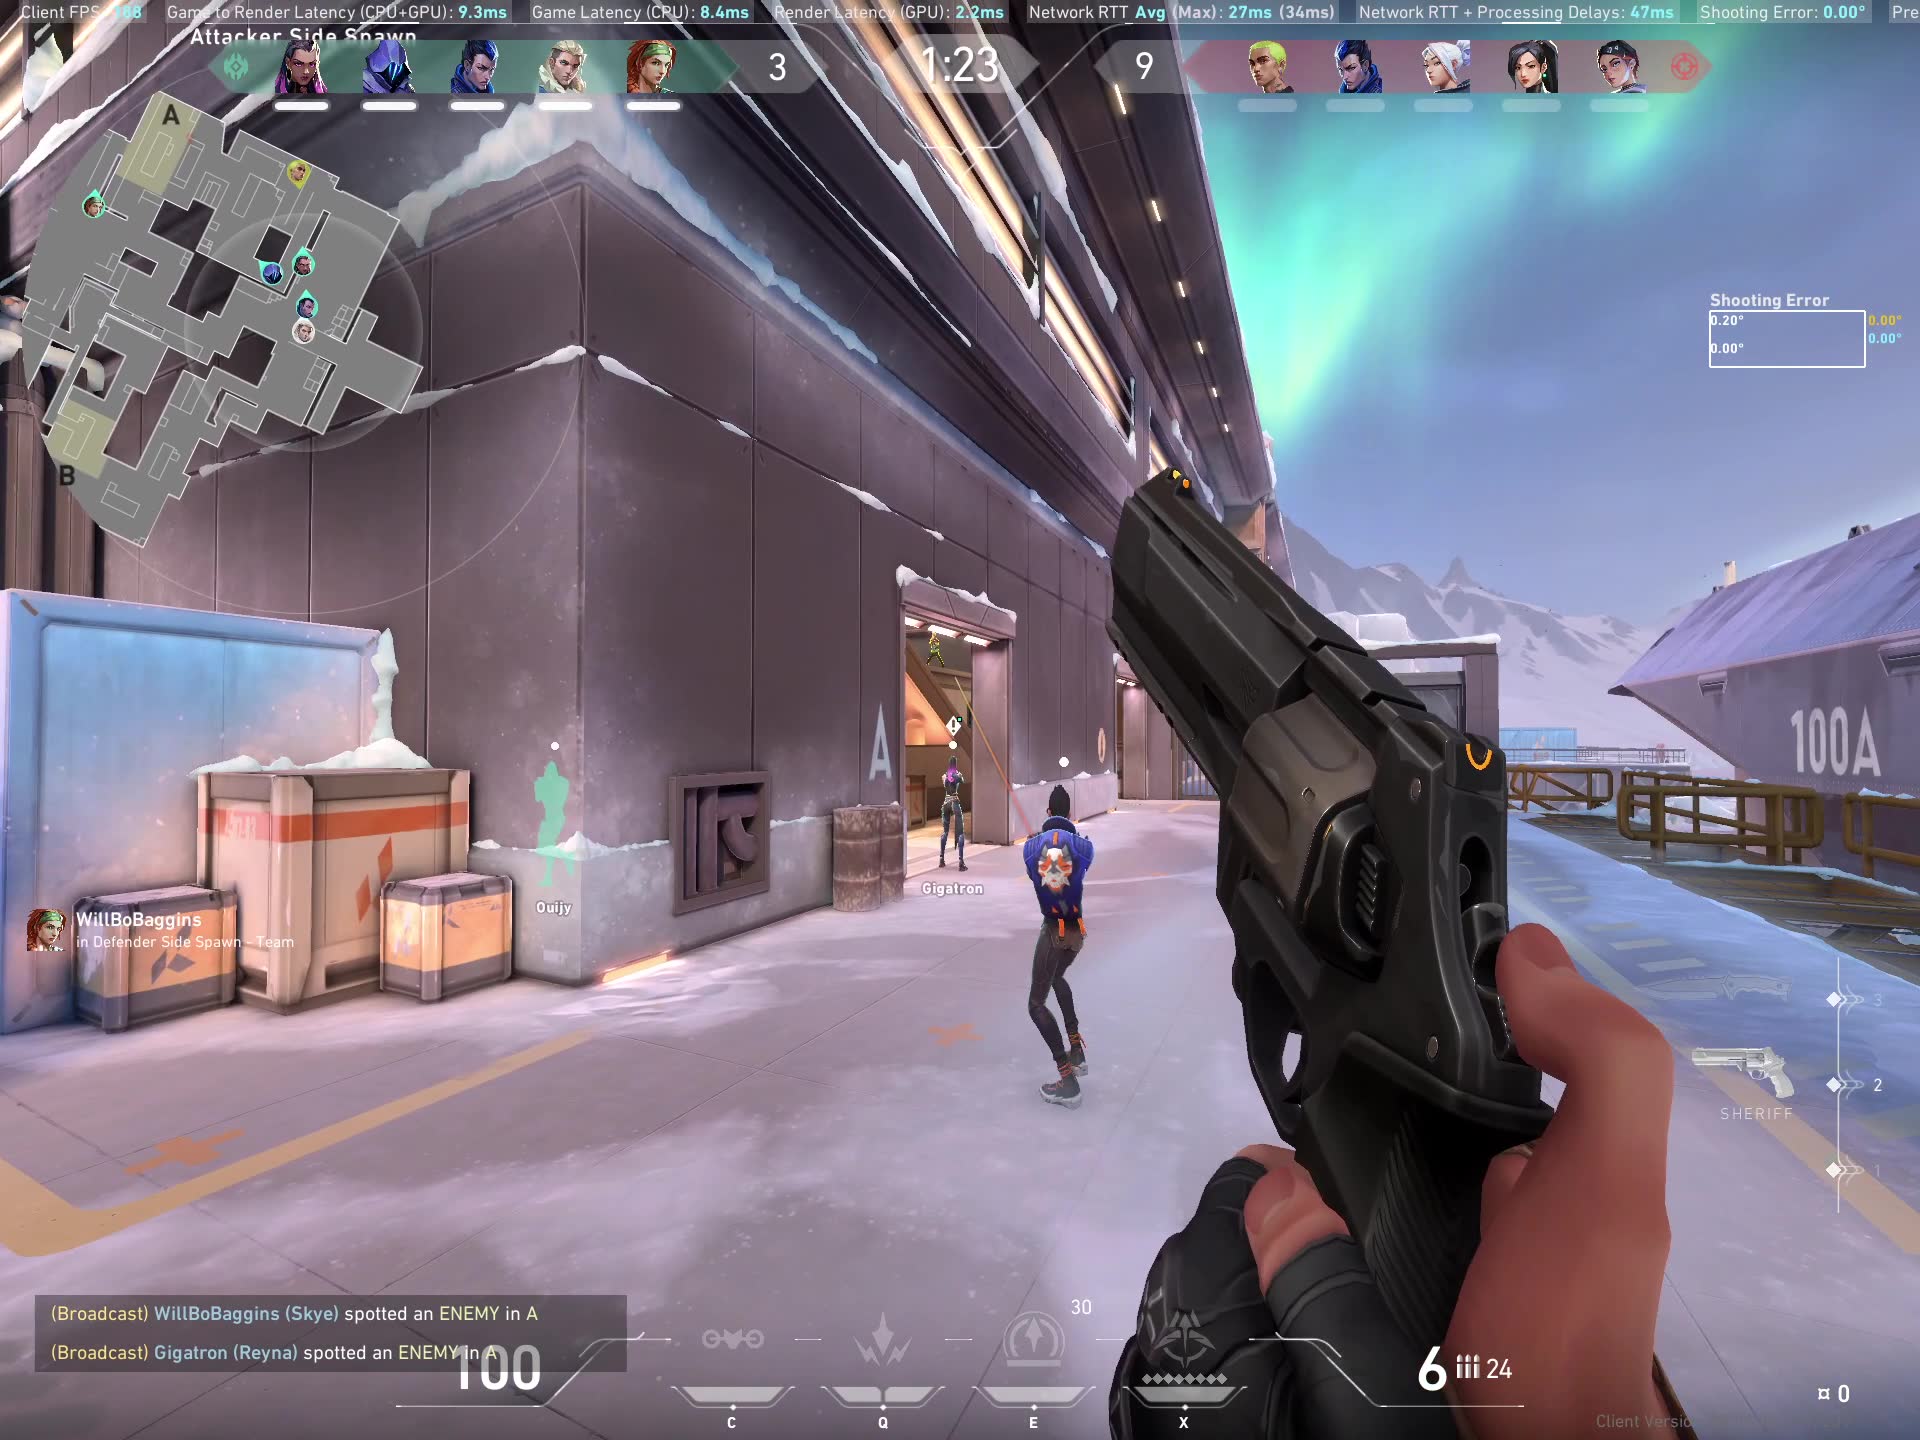 Client FPS: 188 Game to Render Latency (CPU+GPU): 9.3ms Game Latency (CPU): 8.4ms Render Latency (GPU): 2.2ms Network RTT Avg (Max): 27ms (34ms) Network RTT + Processing Delays: 47ms Shooting Error: 0.00° Pre
Attacker Side Spawn
3 1:23 9
A
B
Shooting Error
0.20° 0.00°
0.00° 0.00°
100A
A
Gigatron
Ouijy
WillBoBaggins
in Defender Side Spawn - Team
3
2
SHERIFF
1
(Broadcast) WillBoBaggins (Skye) spotted an ENEMY in A
(Broadcast) Gigatron (Reyna) spotted an ENEMY in A
100
30
C Q E X
6 24
¤ 0